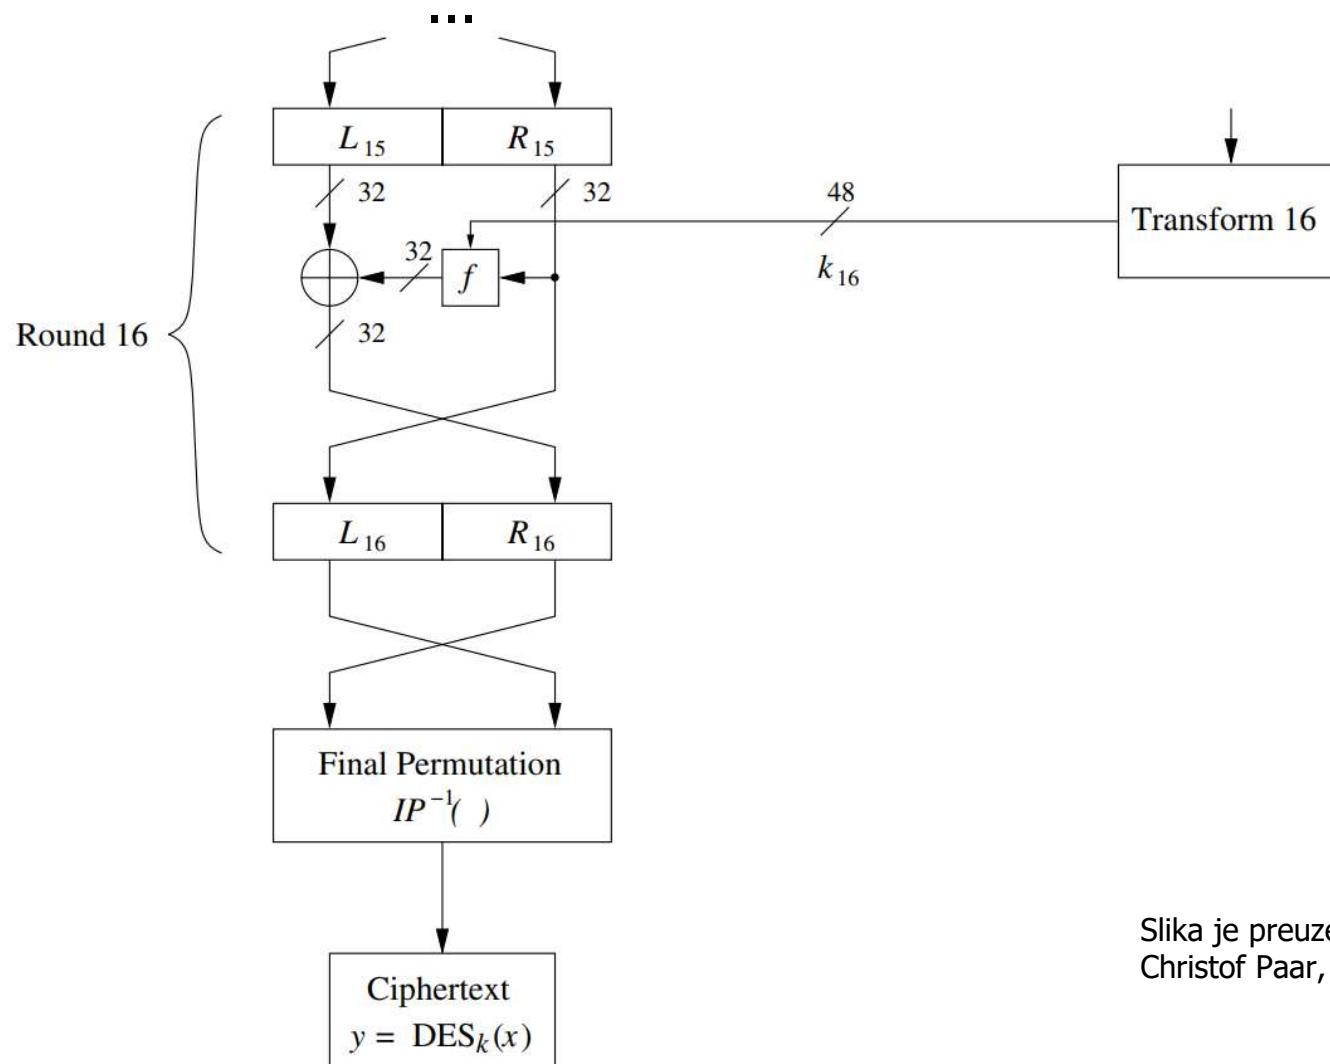 ...
L15 R15
32 32 48
Transform 16
32 f k16
Round 16 32
L16 R16
Final Permutation
IP⁻¹( )
Slika je
Christof Paar,
Ciphertext
y = DESk(x)